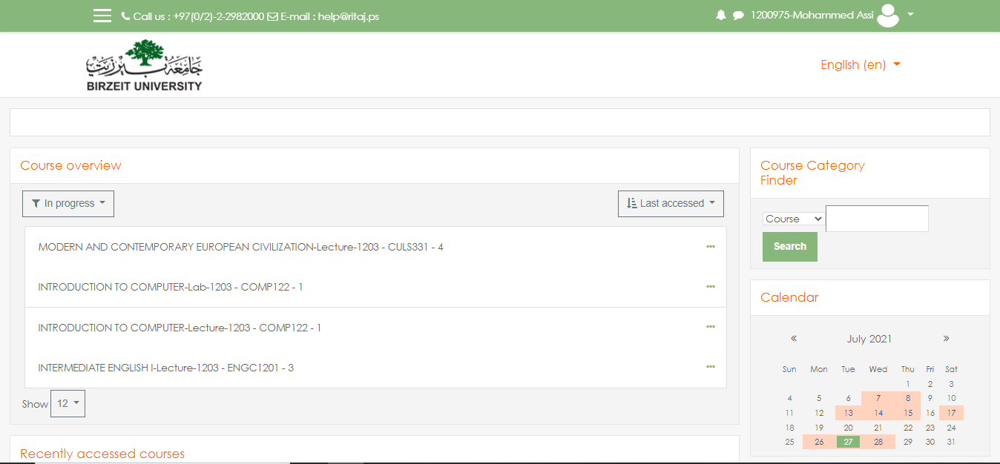 Call us : +97(0/2)-2-2982000 E-mail : help@ritaj.ps
1200975-Mohammed Assi
جامعة بيرزيت
BIRZEIT UNIVERSITY
English (en)
Course overview
In progress
Last accessed
MODERN AND CONTEMPORARY EUROPEAN CIVILIZATION-Lecture-1203 - CULS331 - 4
INTRODUCTION TO COMPUTER-Lab-1203 - COMP122 - 1
INTRODUCTION TO COMPUTER-Lecture-1203 - COMP122 - 1
INTERMEDIATE ENGLISH I-Lecture-1203 - ENGC1201 - 3
Show 12
Recently accessed courses
Course Category
Finder
Course
Search
Calendar
« July 2021 »
Sun Mon Tue Wed Thu Fri Sat
1 2 3
4 5 6 7 8 9 10
11 12 13 14 15 16 17
18 19 20 21 22 23 24
25 26 27 28 29 30 31